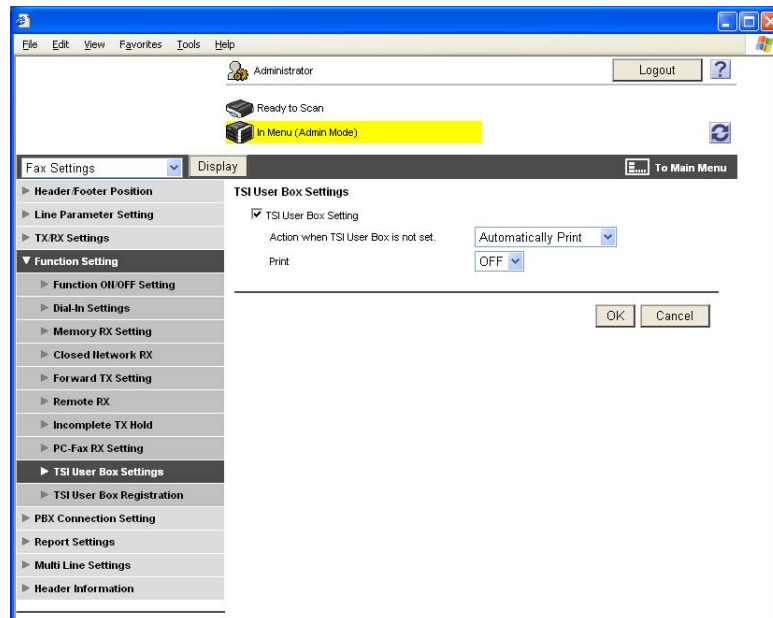 File Edit View Favorites Tools Help
Administrator
Logout
?
Ready to Scan
In Menu (Admin Mode)
Fax Settings
Display
To Main Menu
Header/Footer Position
Line Parameter Setting
TX/RX Settings
Function Setting
Function ON/OFF Setting
Dial-In Settings
Memory RX Setting
Closed Network RX
Forward TX Setting
Remote RX
Incomplete TX Hold
PC-Fax RX Setting
TSI User Box Settings
TSI User Box Registration
PBX Connection Setting
Report Settings
Multi Line Settings
Header Information
TSI User Box Settings
TSI User Box Setting
Action when TSI User Box is not set. Automatically Print
Print OFF
OK Cancel